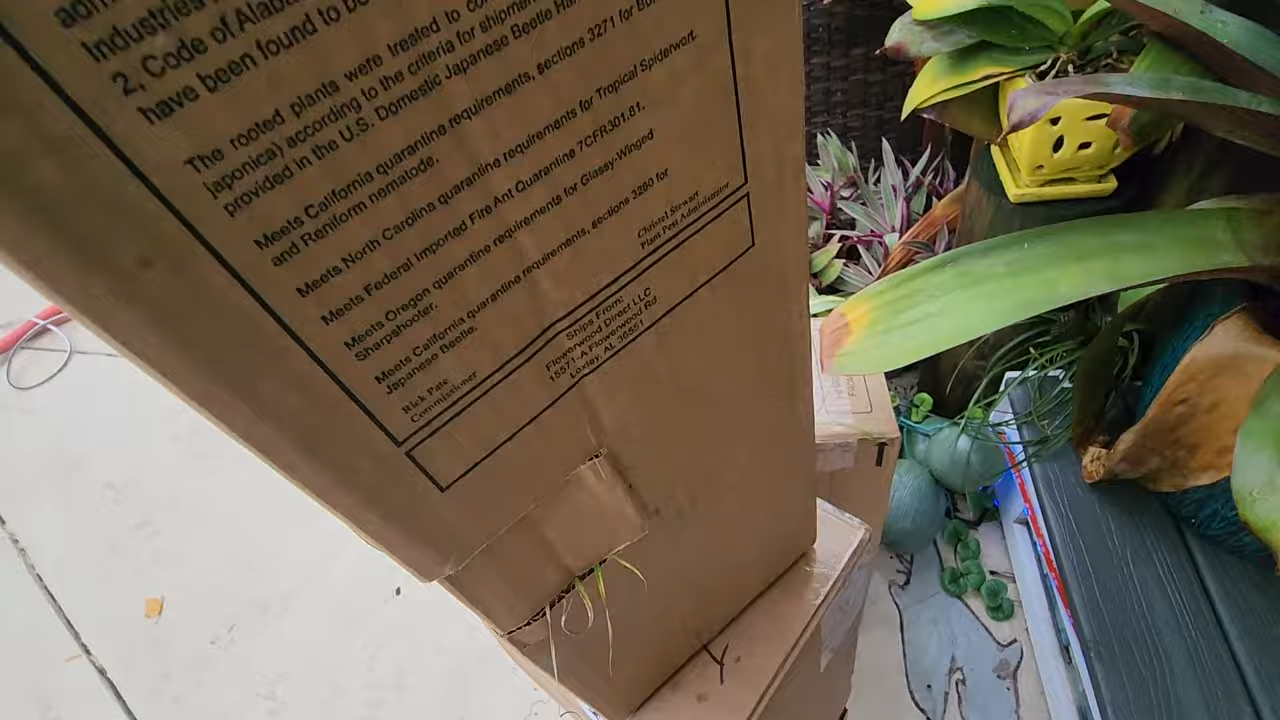 Industries
2, Code of Alaba
have been found to be
The rooted plants were treated to
japonica) according to the criteria for shipmen
provided in the U.S. Domestic Japanese Beetle Har
Meets California quarantine requirements, sections 3271 for
and Reniform nematode.
Meets North Carolina quarantine requirements for Tropical Spiderwort.
Meets Federal Imported Fire Ant Quarantine 7CFR301.81.
Meets Oregon quarantine requirements for Glassy-Winged
Sharpshooter.
Meets California quarantine requirements, sections 3280 for
Japanese Beetle.
Rick Pate
Commissioner
Christel Stewart
Plant Pest Administrator
Ships From:
Flowerwood Direct LLC
15571-A Flowerwood Rd
Loxley, AL 36551